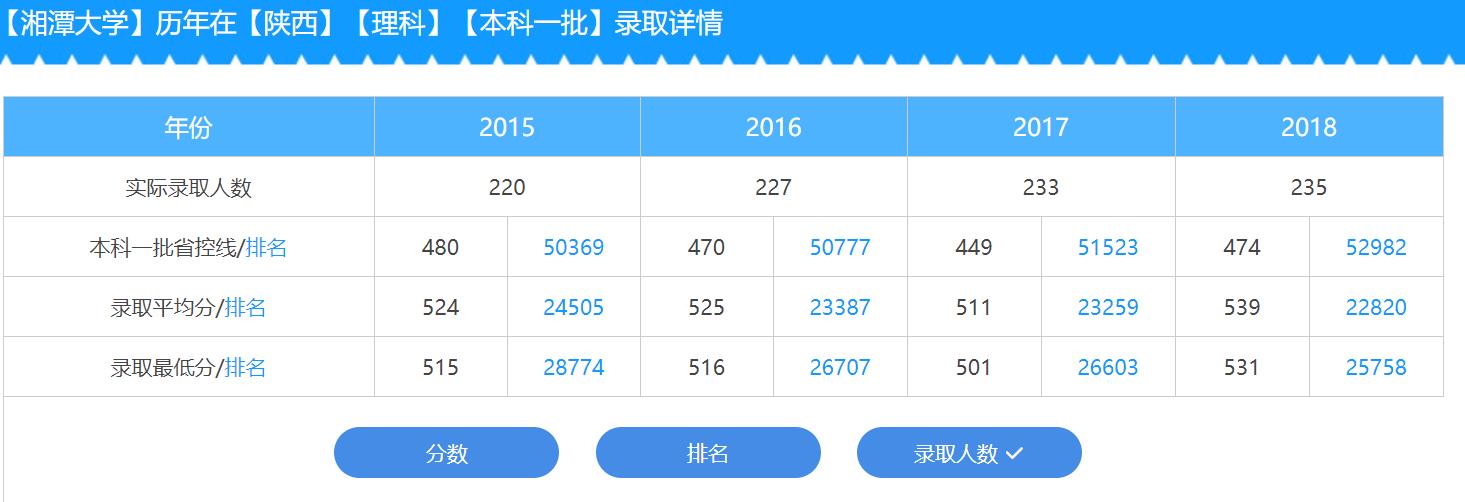 【湘潭大学】历年在【陕西】【理科】【本科一批】录取详情
年份 2015 2016 2017 2018
实际录取人数 220 227 233 235
本科一批省控线/排名 480 50369 470 50777 449 51523 474 52982
录取平均分/排名 524 24505 525 23387 511 23259 539 22820
录取最低分/排名 515 28774 516 26707 501 26603 531 25758
分数 排名 录取人数